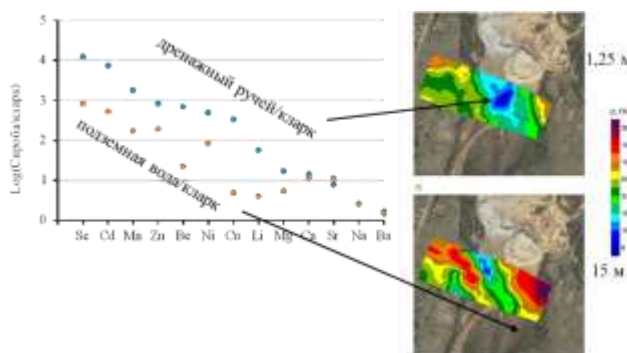 5
4
3
2
1
0
Log(Спроба/кларк)
дренажный ручей/кларк
подземная вода/кларк
Se Cd Mn Zn Be Ni Cu Li Mg Ca Sr Na Ba
1,25 м
15 м